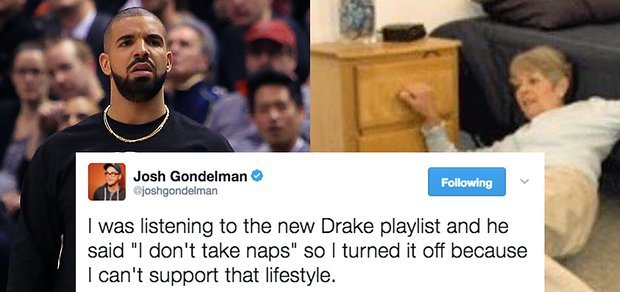 Josh Gondelman
@joshgondelman
Following
I was listening to the new Drake playlist and he
said "I don't take naps" so I turned it off because
I can't support that lifestyle.